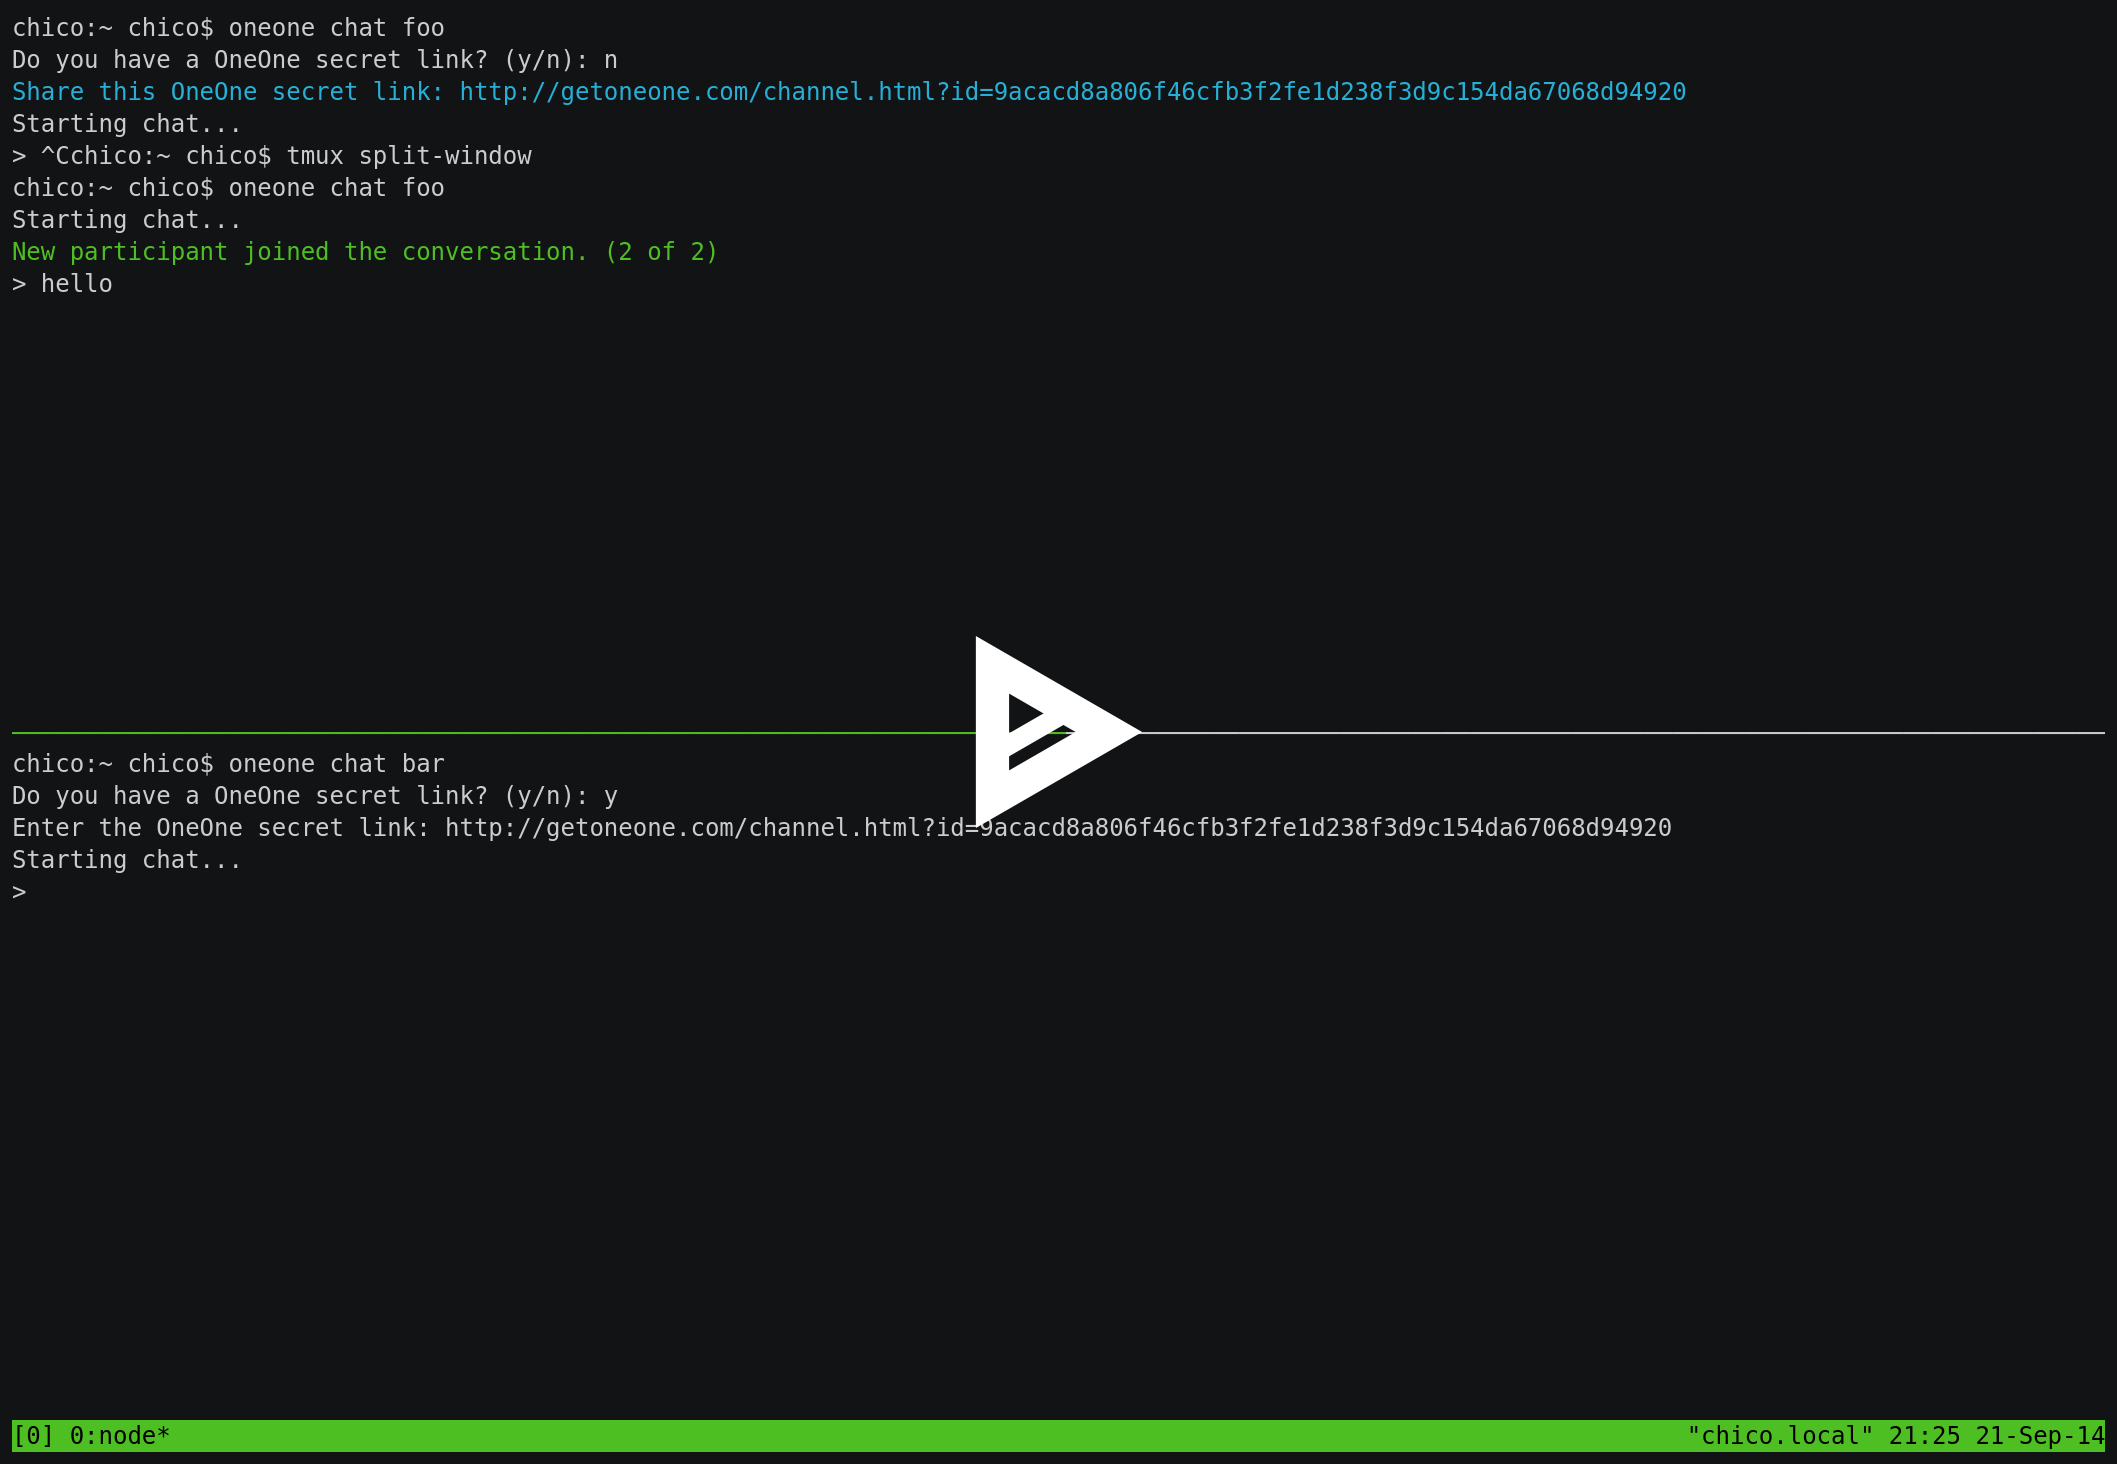 chico:~ chico$ oneone chat foo
Do you have a OneOne secret link? (y/n): n
Share this OneOne secret link: http://getoneone.com/channel.html?id=9acacd8a806f46cfb3f2fe1d238f3d9c154da67068d94920
Starting chat...
> ^Cchico:~ chico$ tmux split-window
chico:~ chico$ oneone chat foo
Starting chat...
New participant joined the conversation. (2 of 2)
> hello
chico:~ chico$ oneone chat bar
Do you have a OneOne secret link? (y/n): y
Enter the OneOne secret link: http://getoneone.com/channel.html?id=9acacd8a806f46cfb3f2fe1d238f3d9c154da67068d94920
Starting chat...
>
[0] 0:node* "chico.local" 21:25 21-Sep-14